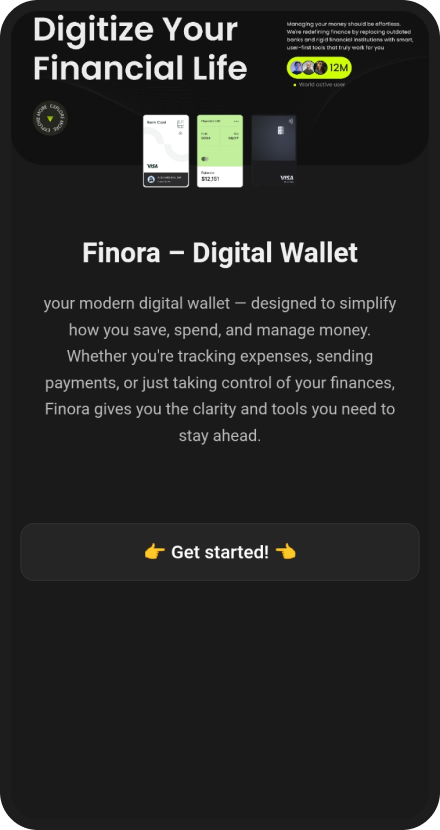 Digitize Your
Financial Life
Managing your money should be effortless.
We're redefining finance by replacing outdated
banks and rigid financial institutions with smart,
user-first tools that truly work for you
12M
World active user
EXPLORE MORE EXPLORE MORE
VISA
Balance
$12,151
VISA
Finora – Digital Wallet
your modern digital wallet — designed to simplify
how you save, spend, and manage money.
Whether you're tracking expenses, sending
payments, or just taking control of your finances,
Finora gives you the clarity and tools you need to
stay ahead.
👉 Get started! 👈